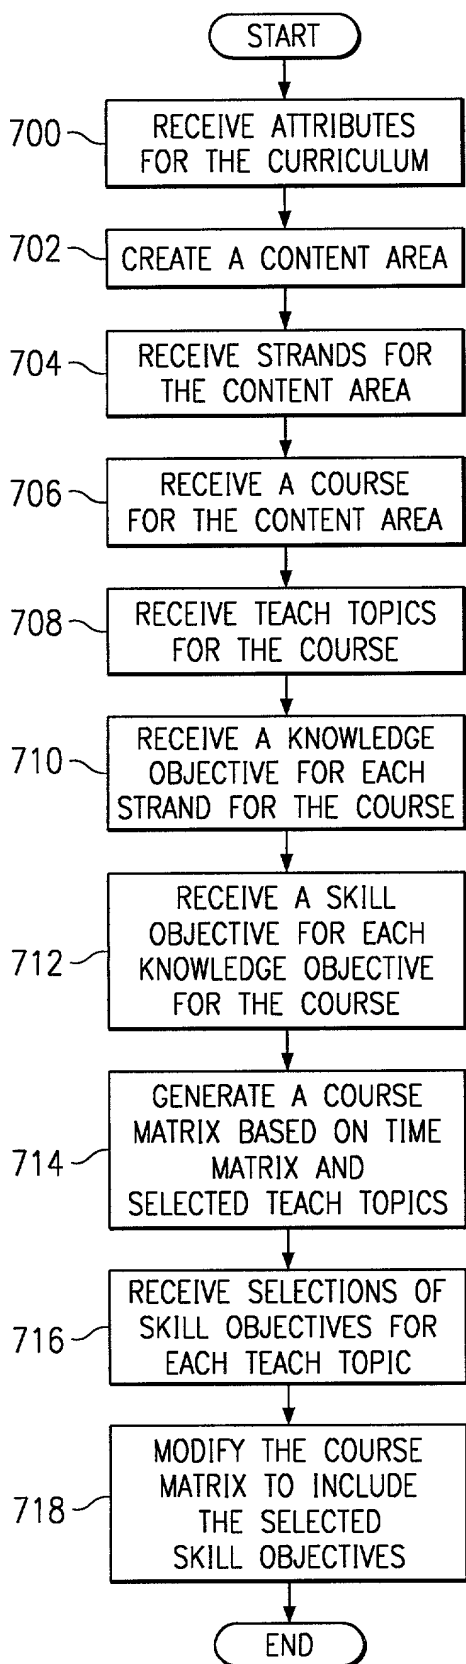 START
700
RECEIVE ATTRIBUTES
FOR THE CURRICULUM
702
CREATE A CONTENT AREA
704
RECEIVE STRANDS FOR
THE CONTENT AREA
706
RECEIVE A COURSE
FOR THE CONTENT AREA
708
RECEIVE TEACH TOPICS
FOR THE COURSE
710
RECEIVE A KNOWLEDGE
OBJECTIVE FOR EACH
STRAND FOR THE COURSE
712
RECEIVE A SKILL
OBJECTIVE FOR EACH
KNOWLEDGE OBJECTIVE
FOR THE COURSE
714
GENERATE A COURSE
MATRIX BASED ON TIME
MATRIX AND
SELECTED TEACH TOPICS
716
RECEIVE SELECTIONS OF
SKILL OBJECTIVES FOR
EACH TEACH TOPIC
718
MODIFY THE COURSE
MATRIX TO INCLUDE
THE SELECTED
SKILL OBJECTIVES
END